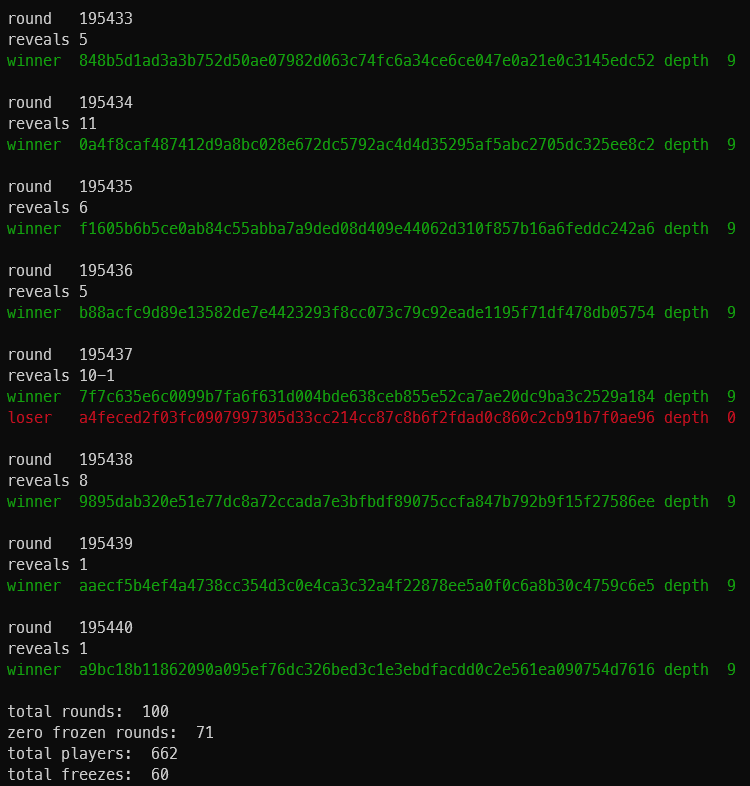 round   195433
reveals 5
winner  848b5d1ad3a3b752d50ae07982d063c74fc6a34ce6ce047e0a21e0c3145edc52 depth  9
round   195434
reveals 11
winner  0a4f8caf487412d9a8bc028e672dc5792ac4d4d35295af5abc2705dc325ee8c2 depth  9
round   195435
reveals 6
winner  f1605b6b5ce0ab84c55abba7a9ded08d409e44062d310f857b16a6feddc242a6 depth  9
round   195436
reveals 5
winner  b88acfc9d89e13582de7e4423293f8cc073c79c92eade1195f71df478db05754 depth  9
round   195437
reveals 10-1
winner  7f7c635e6c0099b7fa6f631d004bde638ceb855e52ca7ae20dc9ba3c2529a184 depth  9
loser   a4feced2f03fc0907997305d33cc214cc87c8b6f2fdad0c860c2cb91b7f0ae96 depth  0
round   195438
reveals 8
winner  9895dab320e51e77dc8a72ccada7e3bfbdf89075ccfa847b792b9f15f27586ee depth  9
round   195439
reveals 1
winner  aaecf5b4ef4a4738cc354d3c0e4ca3c32a4f22878ee5a0f0c6a8b30c4759c6e5 depth  9
round   195440
reveals 1
winner  a9bc18b11862090a095ef76dc326bed3c1e3ebdfacdd0c2e561ea090754d7616 depth  9
total rounds:  100
zero frozen rounds:  71
total players:  662
total freezes:  60